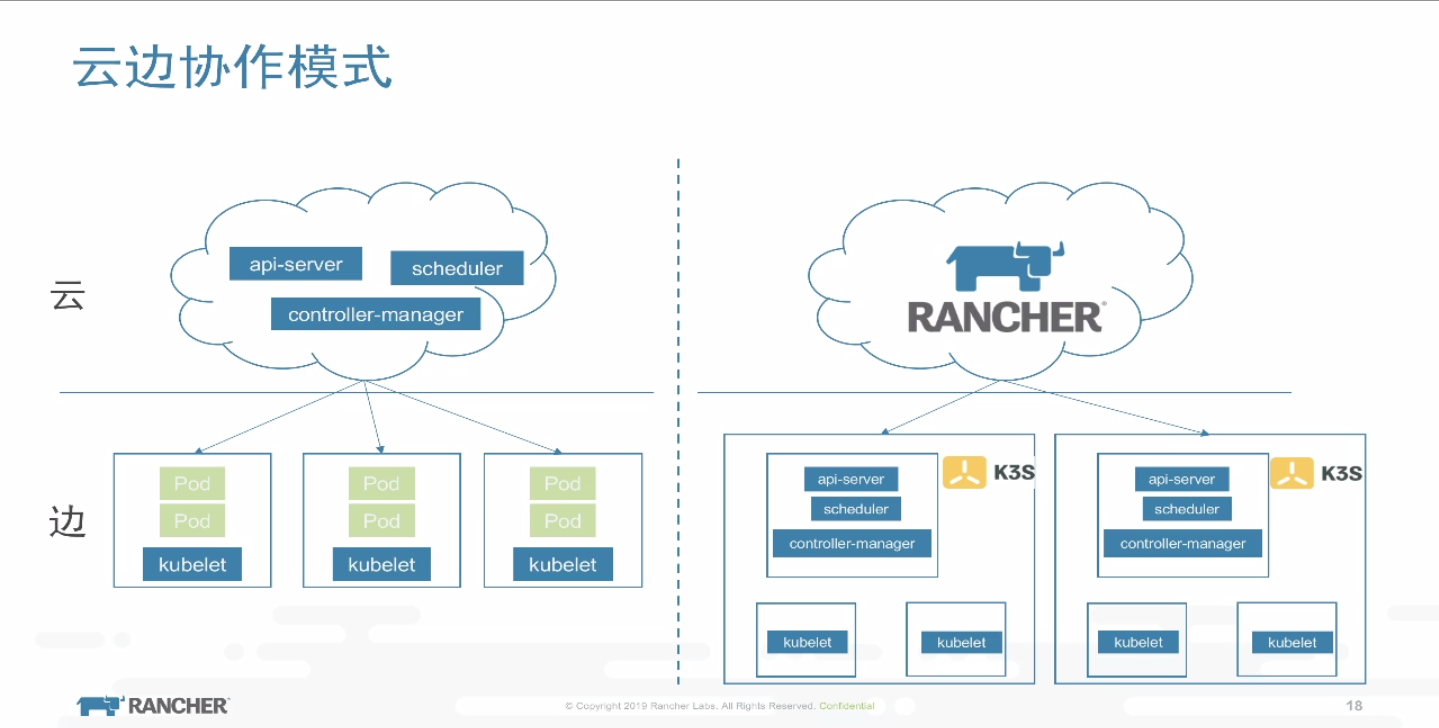 云边协作模式
云
api-server
scheduler
controller-manager
RANCHER®
边
Pod
Pod
kubelet
Pod
Pod
kubelet
Pod
Pod
kubelet
api-server
scheduler
controller-manager
K3S
kubelet
kubelet
api-server
scheduler
controller-manager
K3S
kubelet
kubelet
RANCHER
© Copyright 2019 Rancher Labs. All Rights Reserved. Confidential
18